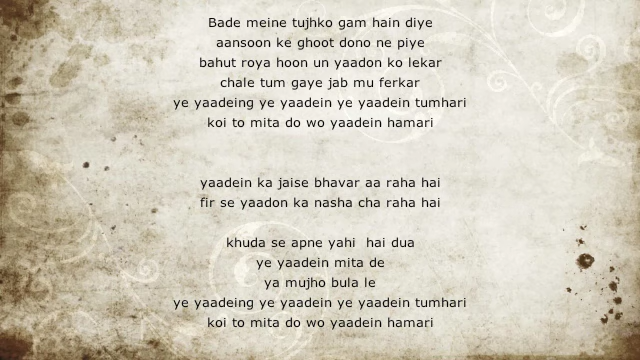 Bade meine tujhko gam hain diye
aansoon ke ghoot dono ne piye
bahut roya hoon un yaadon ko lekar
chale tum gaye jab mu ferkar
ye yaadeing ye yaadein ye yaadein tumhari
koi to mita do wo yaadein hamari
yaadein ka jaise bhavar aa raha hai
fir se yaadon ka nasha cha raha hai
khuda se apne yahi  hai dua
ye yaadein mita de
ya mujho bula le
ye yaadeing ye yaadein ye yaadein tumhari
koi to mita do wo yaadein hamari